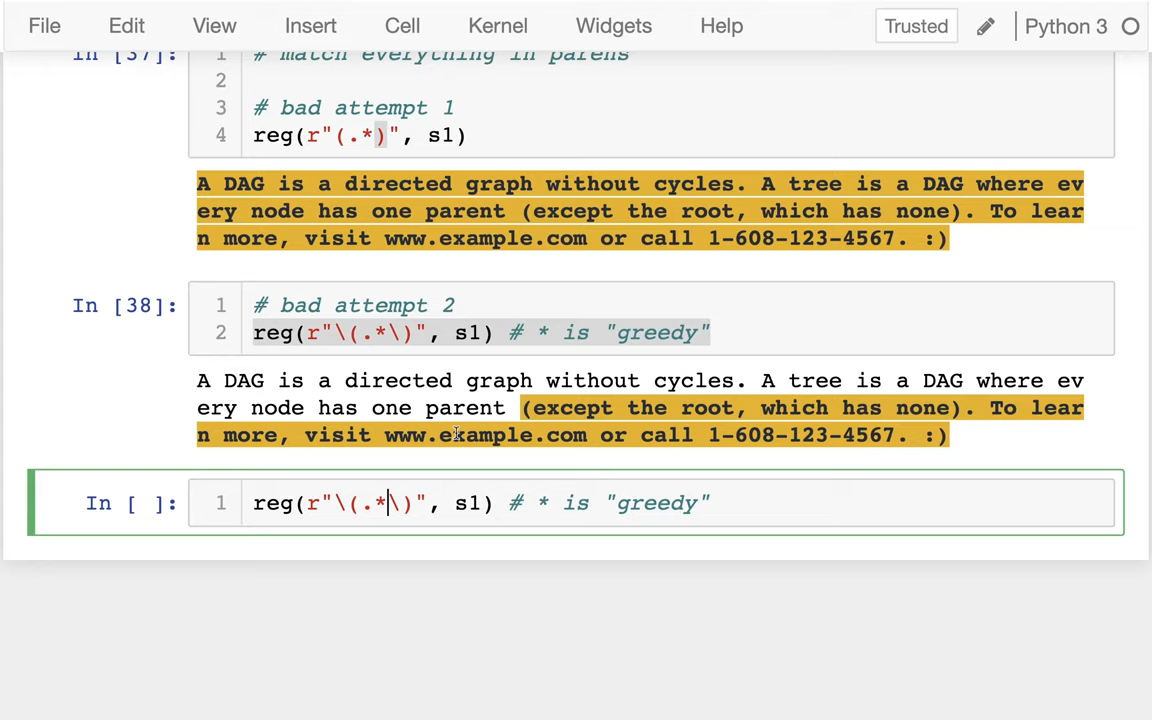 File Edit View Insert Cell Kernel Widgets Help Trusted Python 3
In [37]: 1 # match everything in parens
2
3 # bad attempt 1
4 reg(r"(.*)", s1)
A DAG is a directed graph without cycles. A tree is a DAG where ev
ery node has one parent (except the root, which has none). To lear
n more, visit www.example.com or call 1-608-123-4567. :)
In [38]: 1 # bad attempt 2
2 reg(r"\(.*\)", s1) # * is "greedy"
A DAG is a directed graph without cycles. A tree is a DAG where ev
ery node has one parent (except the root, which has none). To lear
n more, visit www.example.com or call 1-608-123-4567. :)
In [ ]: 1 reg(r"\(.*\)", s1) # * is "greedy"